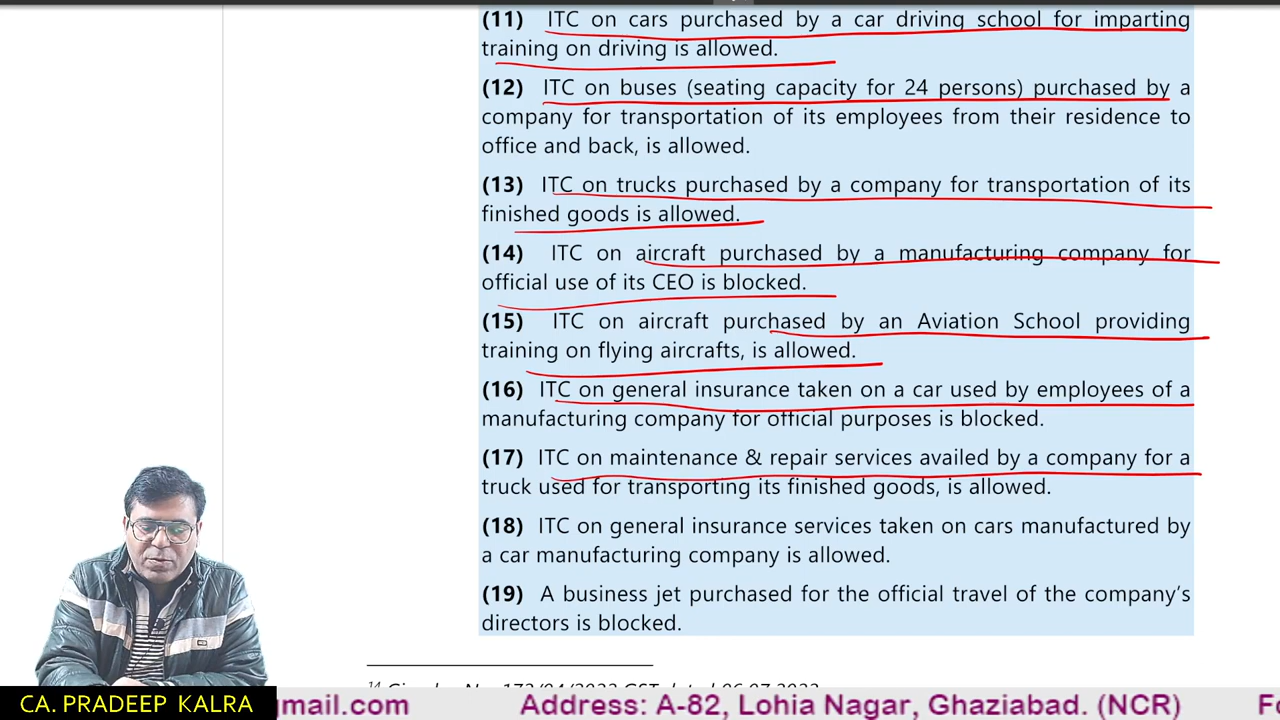 (11) ITC on cars purchased by a car driving school for imparting
training on driving is allowed.
(12) ITC on buses (seating capacity for 24 persons) purchased by a
company for transportation of its employees from their residence to
office and back, is allowed.
(13) ITC on trucks purchased by a company for transportation of its
finished goods is allowed.
(14) ITC on aircraft purchased by a manufacturing company for
official use of its CEO is blocked.
(15) ITC on aircraft purchased by an Aviation School providing
training on flying aircrafts, is allowed.
(16) ITC on general insurance taken on a car used by employees of a
manufacturing company for official purposes is blocked.
(17) ITC on maintenance & repair services availed by a company for a
truck used for transporting its finished goods, is allowed.
(18) ITC on general insurance services taken on cars manufactured by
a car manufacturing company is allowed.
(19) A business jet purchased for the official travel of the company's
directors is blocked.
CA. PRADEEP KALRA gmail.com Address: A-82, Lohia Nagar, Ghaziabad. (NCR)